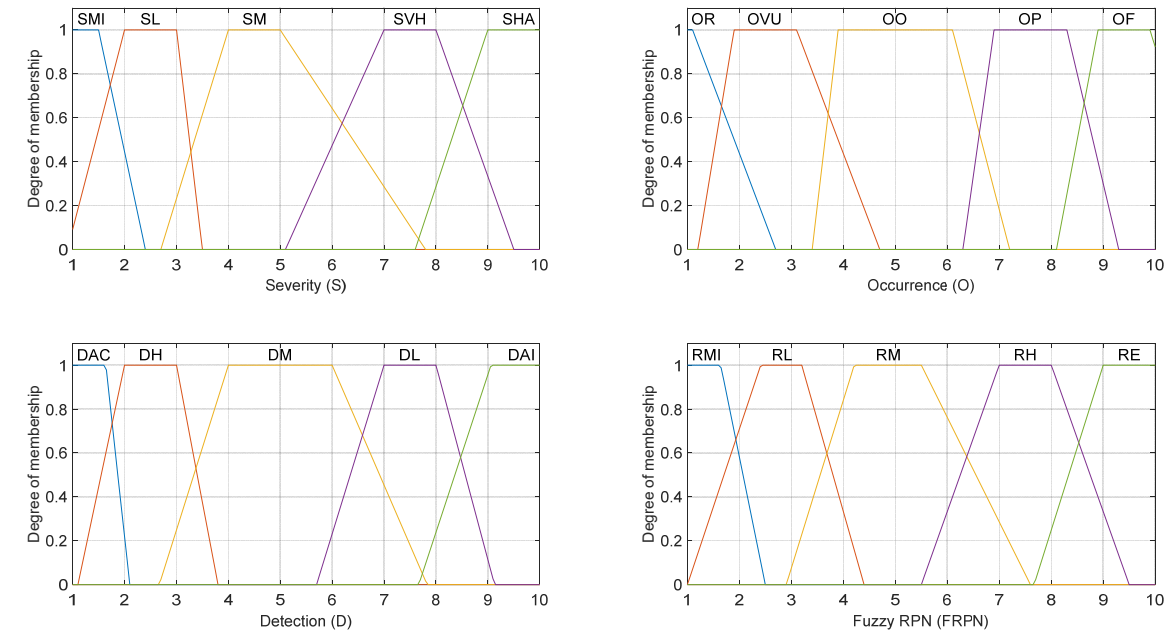 SMI SL SM SVH SHA
1
0.8
0.6
0.4
0.2
0
Degree of membership
1 2 3 4 5 6 7 8 9 10
Severity (S)
OR OVU OO OP OF
1
0.8
0.6
0.4
0.2
0
Degree of membership
1 2 3 4 5 6 7 8 9 10
Occurrence (O)
DAC DH DM DL DAI
1
0.8
0.6
0.4
0.2
0
Degree of membership
1 2 3 4 5 6 7 8 9 10
Detection (D)
RMI RL RM RH RE
1
0.8
0.6
0.4
0.2
0
Degree of membership
1 2 3 4 5 6 7 8 9 10
Fuzzy RPN (FRPN)